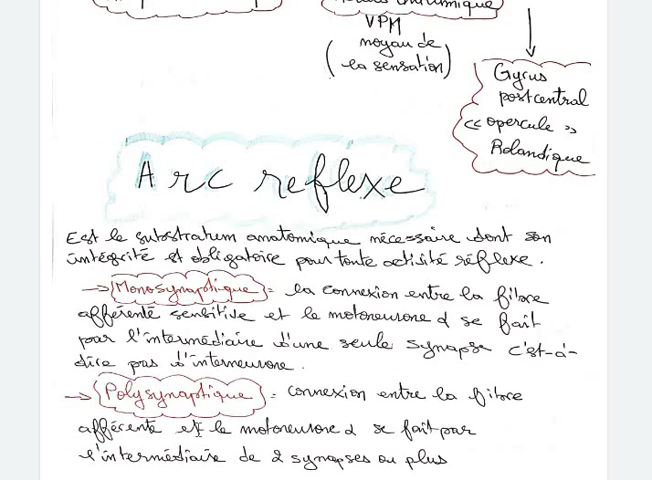 VPM
(noyau de
la sensation)
Gyrus
postcentral
<< opercule >>
Rolandique
Arc reflexe
Est le substratum anatomique nécessaire dont son
intégrité et obligatoire pour toute activité réflexe.
→ Monosynaptique = la connexion entre la fibre
afférente sensitive et le motoneurone α se fait
par l'intermédiaire d'une seule synapse c'est-à-
dire pas d'interneurone.
→ Polysynaptique = connexion entre la fibre
afférente et le motoneurone α se fait par
l'intermédiaire de 2 synapses ou plus